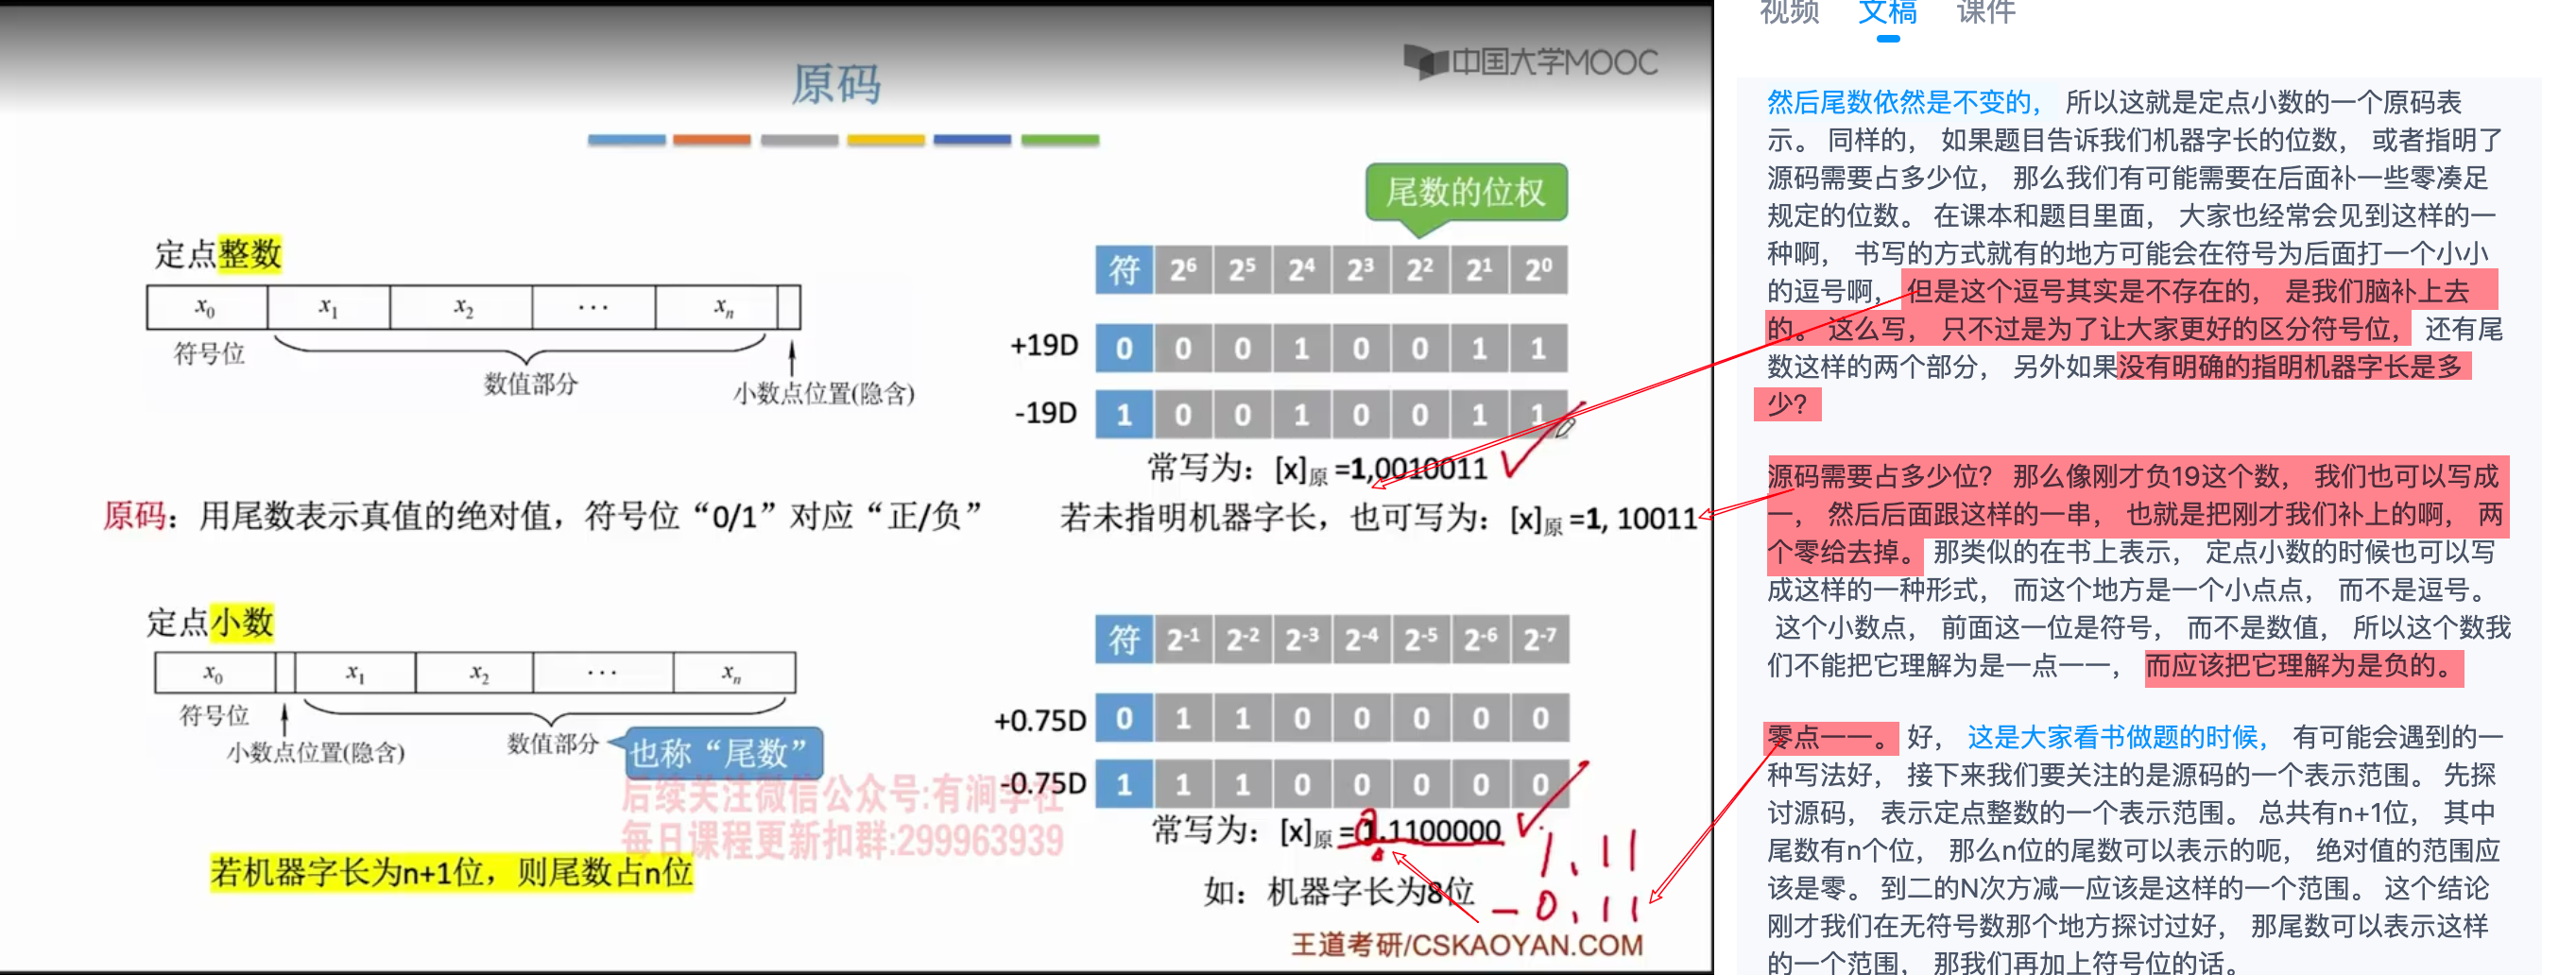 原码
中国大学MOOC
尾数的位权
定点整数
x0 x1 x2 ··· xn
符号位
数值部分
小数点位置(隐含)
符 2^6 2^5 2^4 2^3 2^2 2^1 2^0
+19D 0 0 0 1 0 0 1 1
-19D 1 0 0 1 0 0 1 1
常写为：[x]原 =1,0010011
原码：用尾数表示真值的绝对值，符号位“0/1”对应“正/负”
若未指明机器字长，也可写为：[x]原 =1, 10011
定点小数
x0 x1 x2 ··· xn
符号位
小数点位置(隐含)
数值部分
也称“尾数”
符 2^-1 2^-2 2^-3 2^-4 2^-5 2^-6 2^-7
+0.75D 0 1 1 0 0 0 0 0
-0.75D 1 1 1 0 0 0 0 0
后续关注微信公众号:有涧学社
每日课程更新扣群:299963939
常写为：[x]原 =1.1100000
1.11
如：机器字长为8位
-0.11
若机器字长为n+1位，则尾数占n位
王道考研/CSKAOYAN.COM
视频 文稿 课件
然后尾数依然是不变的， 所以这就是定点小数的一个原码表
示。 同样的， 如果题目告诉我们机器字长的位数， 或者指明了
源码需要占多少位， 那么我们有可能需要在后面补一些零凑足
规定的位数。 在课本和题目里面， 大家也经常会见到这样的一
种啊， 书写的方式就有的地方可能会在符号为后面打一个小小
的逗号啊， 但是这个逗号其实是不存在的， 是我们脑补上去
的。 这么写， 只不过是为了让大家更好的区分符号位， 还有尾
数这样的两个部分， 另外如果没有明确的指明机器字长是多
少?
源码需要占多少位? 那么像刚才负19这个数， 我们也可以写成
一， 然后后面跟这样的一串， 也就是把刚才我们补上的啊， 两
个零给去掉。 那类似的在书上表示， 定点小数的时候也可以写
成这样的一种形式， 而这个地方是一个小点点， 而不是逗号。
这个小数点， 前面这一位是符号， 而不是数值， 所以这个数我
们不能把它理解为是一点一一， 而应该把它理解为是负的。
零点一一。 好， 这是大家看书做题的时候， 有可能会遇到的一
种写法好， 接下来我们要关注的是源码的一个表示范围。 先探
讨源码， 表示定点整数的一个表示范围。 总共有n+1位， 其中
尾数有n个位， 那么n位的尾数可以表示的呃， 绝对值的范围应
该是零。 到二的N次方减一应该是这样的一个范围。 这个结论
刚才我们在无符号数那个地方探讨过好， 那尾数可以表示这样
的一个范围， 那我们再加上符号位的话。